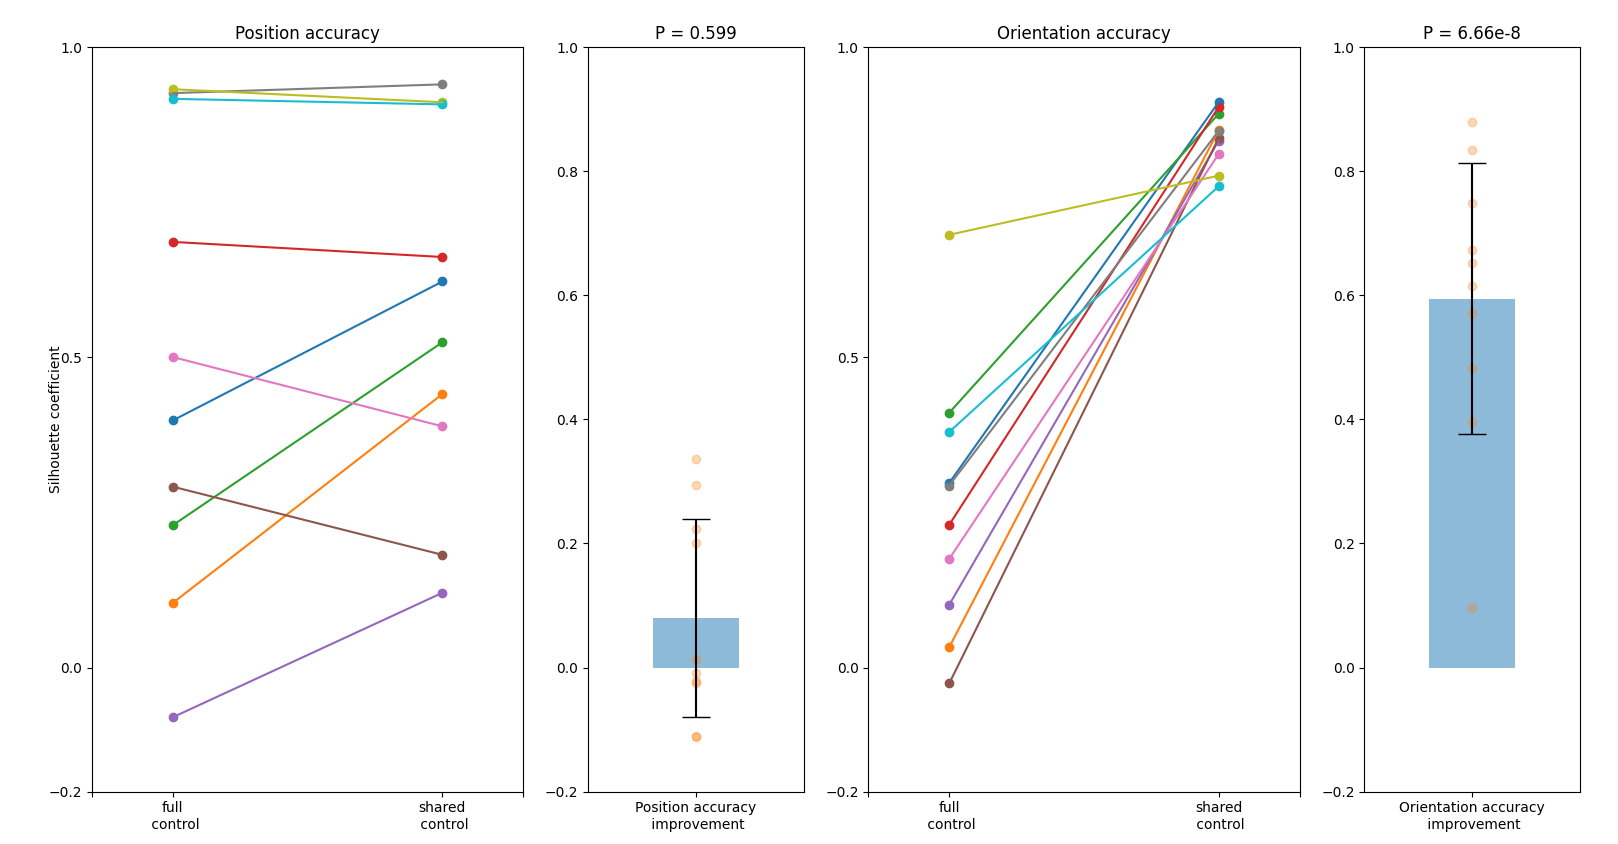 Position accuracy
Silhouette coefficient
1.0
0.5
0.0
−0.2
full
control
shared
control
P = 0.599
1.0
0.8
0.6
0.4
0.2
0.0
−0.2
Position accuracy
improvement
Orientation accuracy
1.0
0.5
0.0
−0.2
full
control
shared
control
P = 6.66e-8
1.0
0.8
0.6
0.4
0.2
0.0
−0.2
Orientation accuracy
improvement